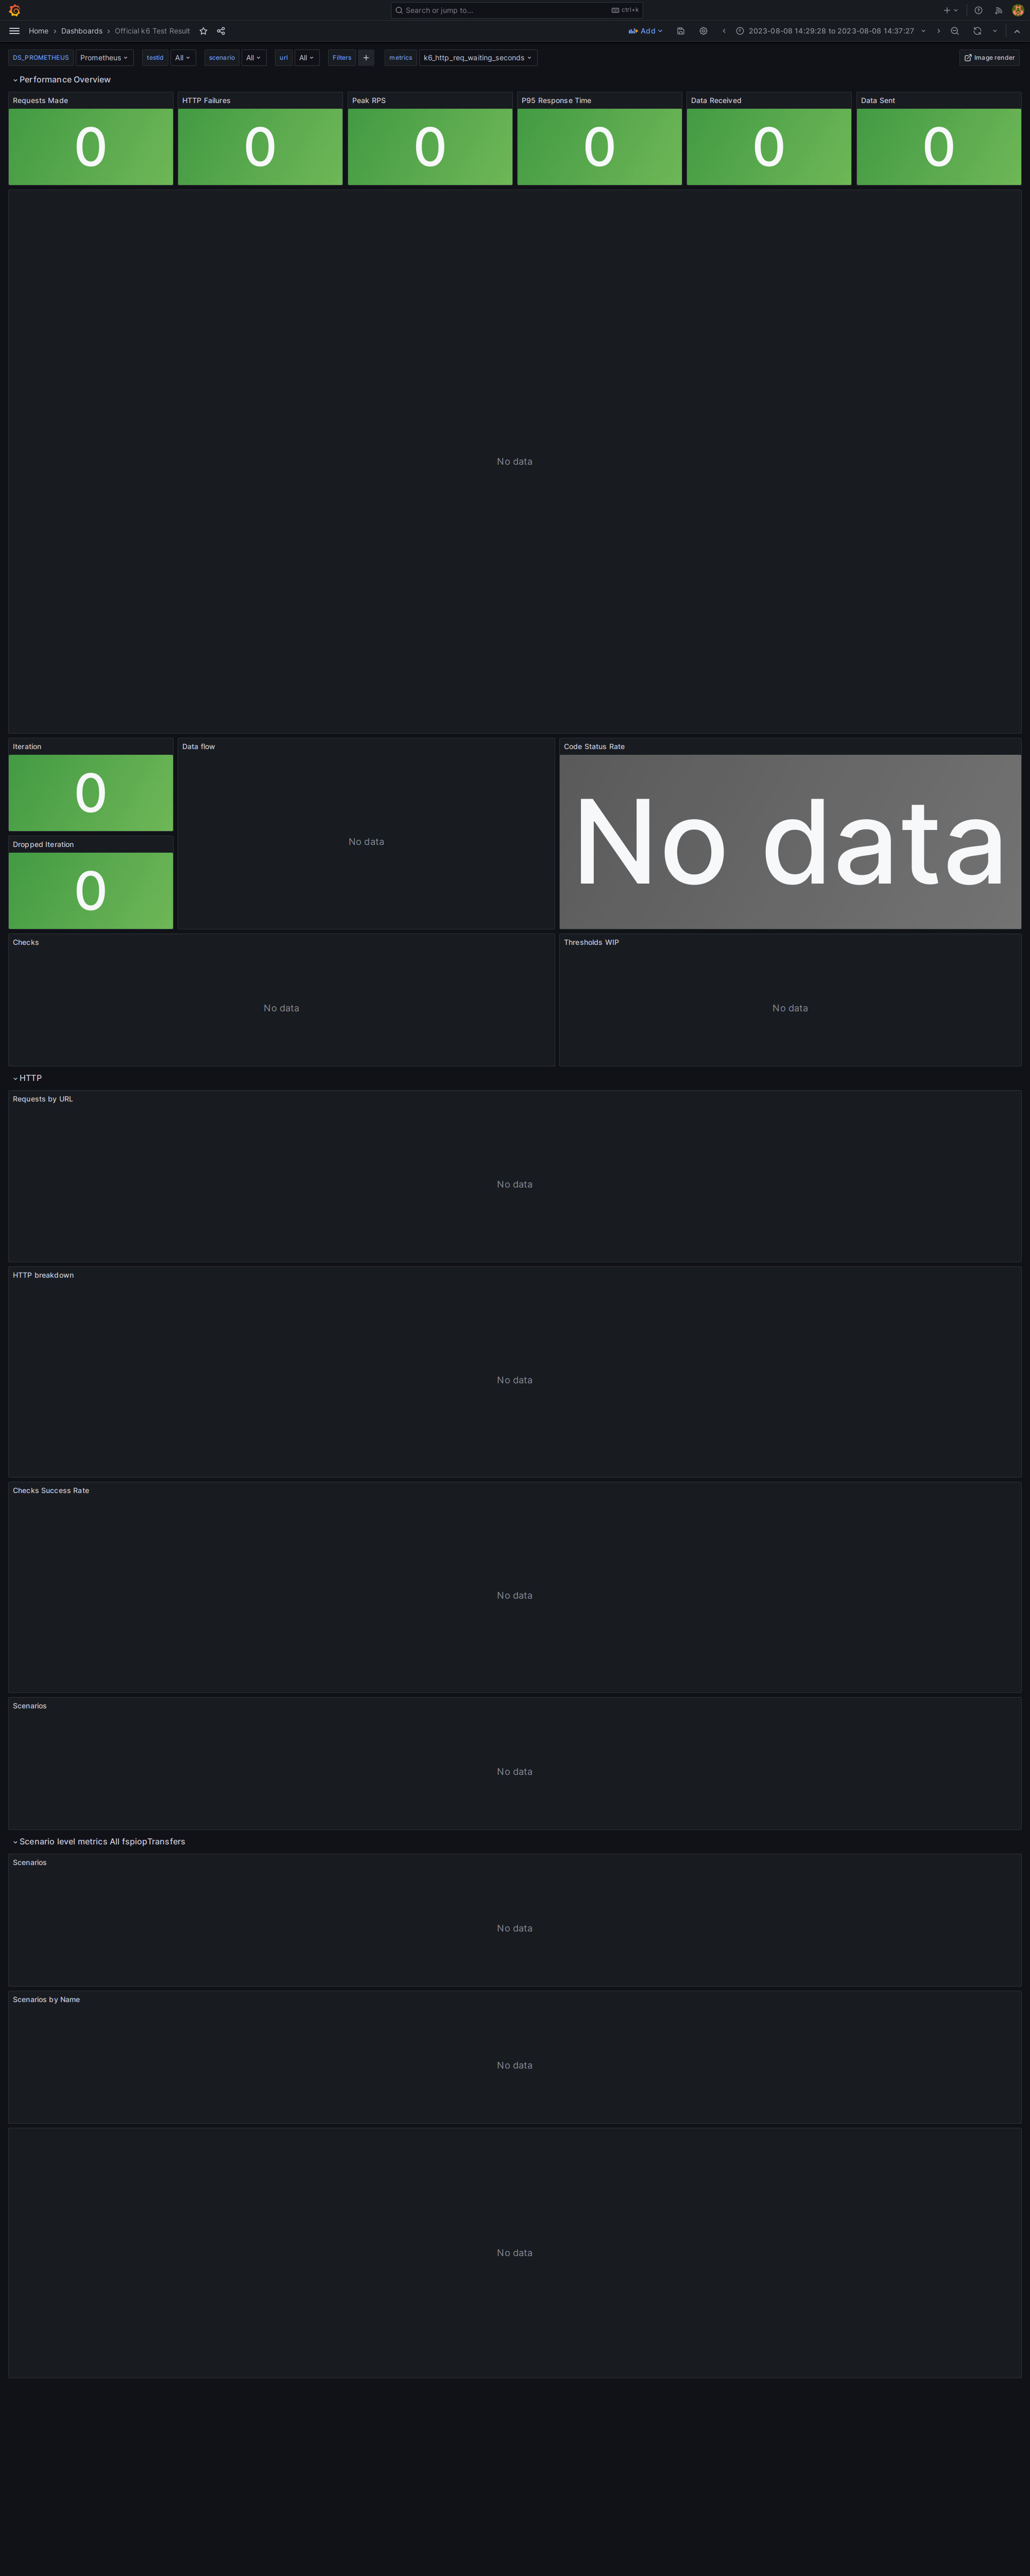 Search or jump to...
ctrl+k
Home › Dashboards › Official k6 Test Result
Add
2023-08-08 14:29:28 to 2023-08-08 14:37:27
DS_PROMETHEUS Prometheus testid All scenario All url All Filters + metrics k6_http_req_waiting_seconds Image render
Performance Overview
Requests Made HTTP Failures Peak RPS P95 Response Time Data Received Data Sent
0 0 0 0 0 0
No data
Iteration Data flow Code Status Rate
0
No data
No data
Dropped Iteration
0
Checks Thresholds WIP
No data No data
HTTP
Requests by URL
No data
HTTP breakdown
No data
Checks Success Rate
No data
Scenarios
No data
Scenario level metrics All fspiopTransfers
Scenarios
No data
Scenarios by Name
No data
No data